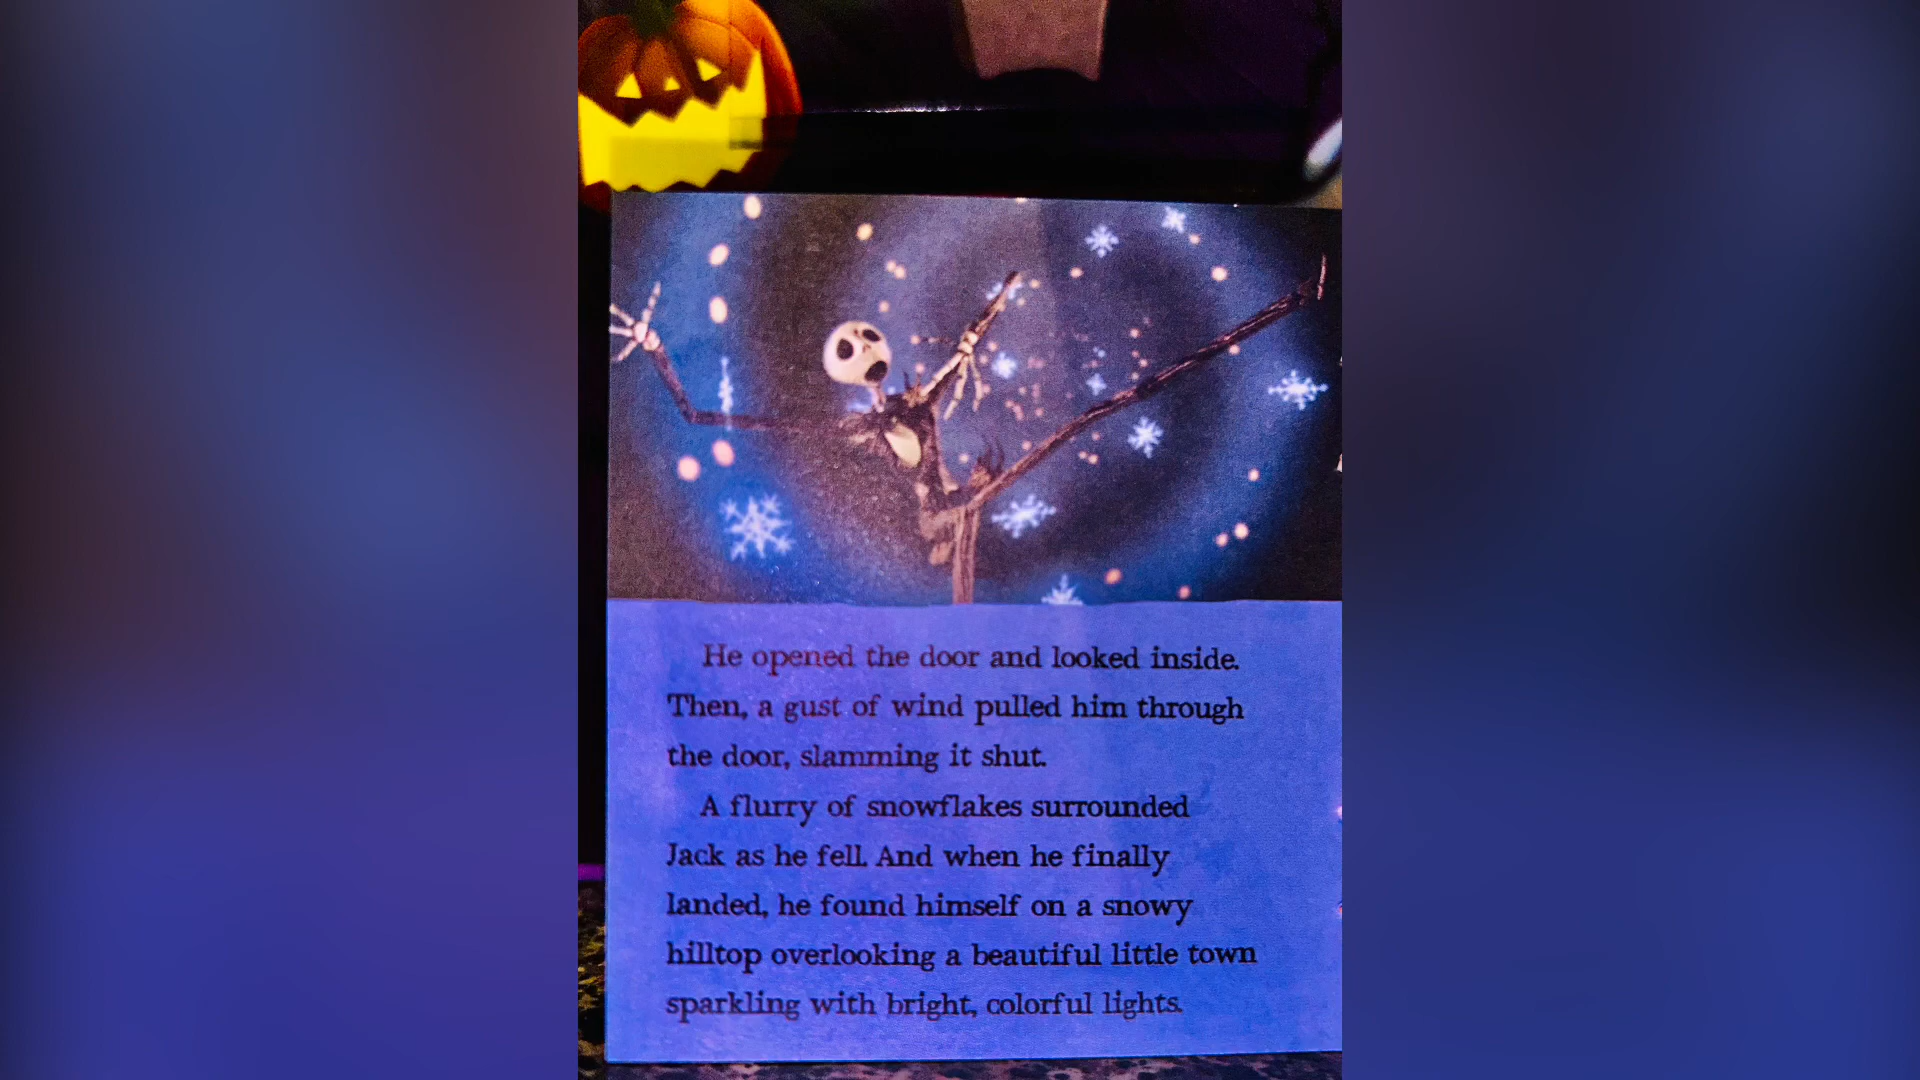 He opened the door and looked inside.
Then, a gust of wind pulled him through
the door, slamming it shut.
A flurry of snowflakes surrounded
Jack as he fell. And when he finally
landed, he found himself on a snowy
hilltop overlooking a beautiful little town
sparkling with bright, colorful lights.